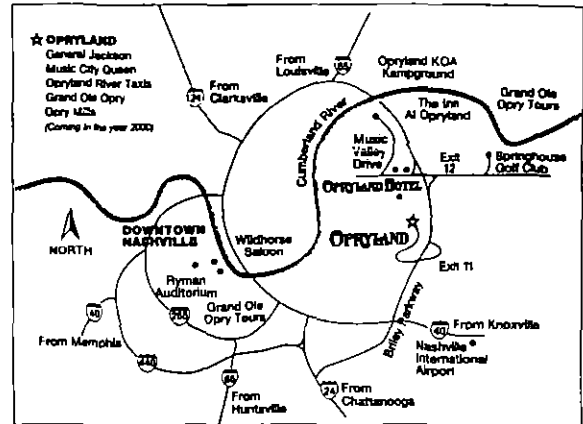 ☆ OPRYLAND
General Jackson
Music City Queen
Opryland River Taxis
Grand Ole Opry
Opry Mills
(Coming in the year 2000)
From
Louisville
65
Opryland KOA
Kampground
Grand Ole
Opry Tours
24
From
Clarksville
The Inn
At Opryland
Cumberland River
Music
Valley
Drive
Exit
12
Springhouse
Golf Club
OPRYLAND HOTEL
NORTH
DOWNTOWN
NASHVILLE
Wildhorse
Saloon
OPRYLAND
Exit 11
Ryman
Auditorium
Grand Ole
Opry Tours
40
From Memphis
265
440
Briley Parkway
40
From Knoxville
Nashville
International
Airport
65
From
Huntsville
24
From
Chattanooga